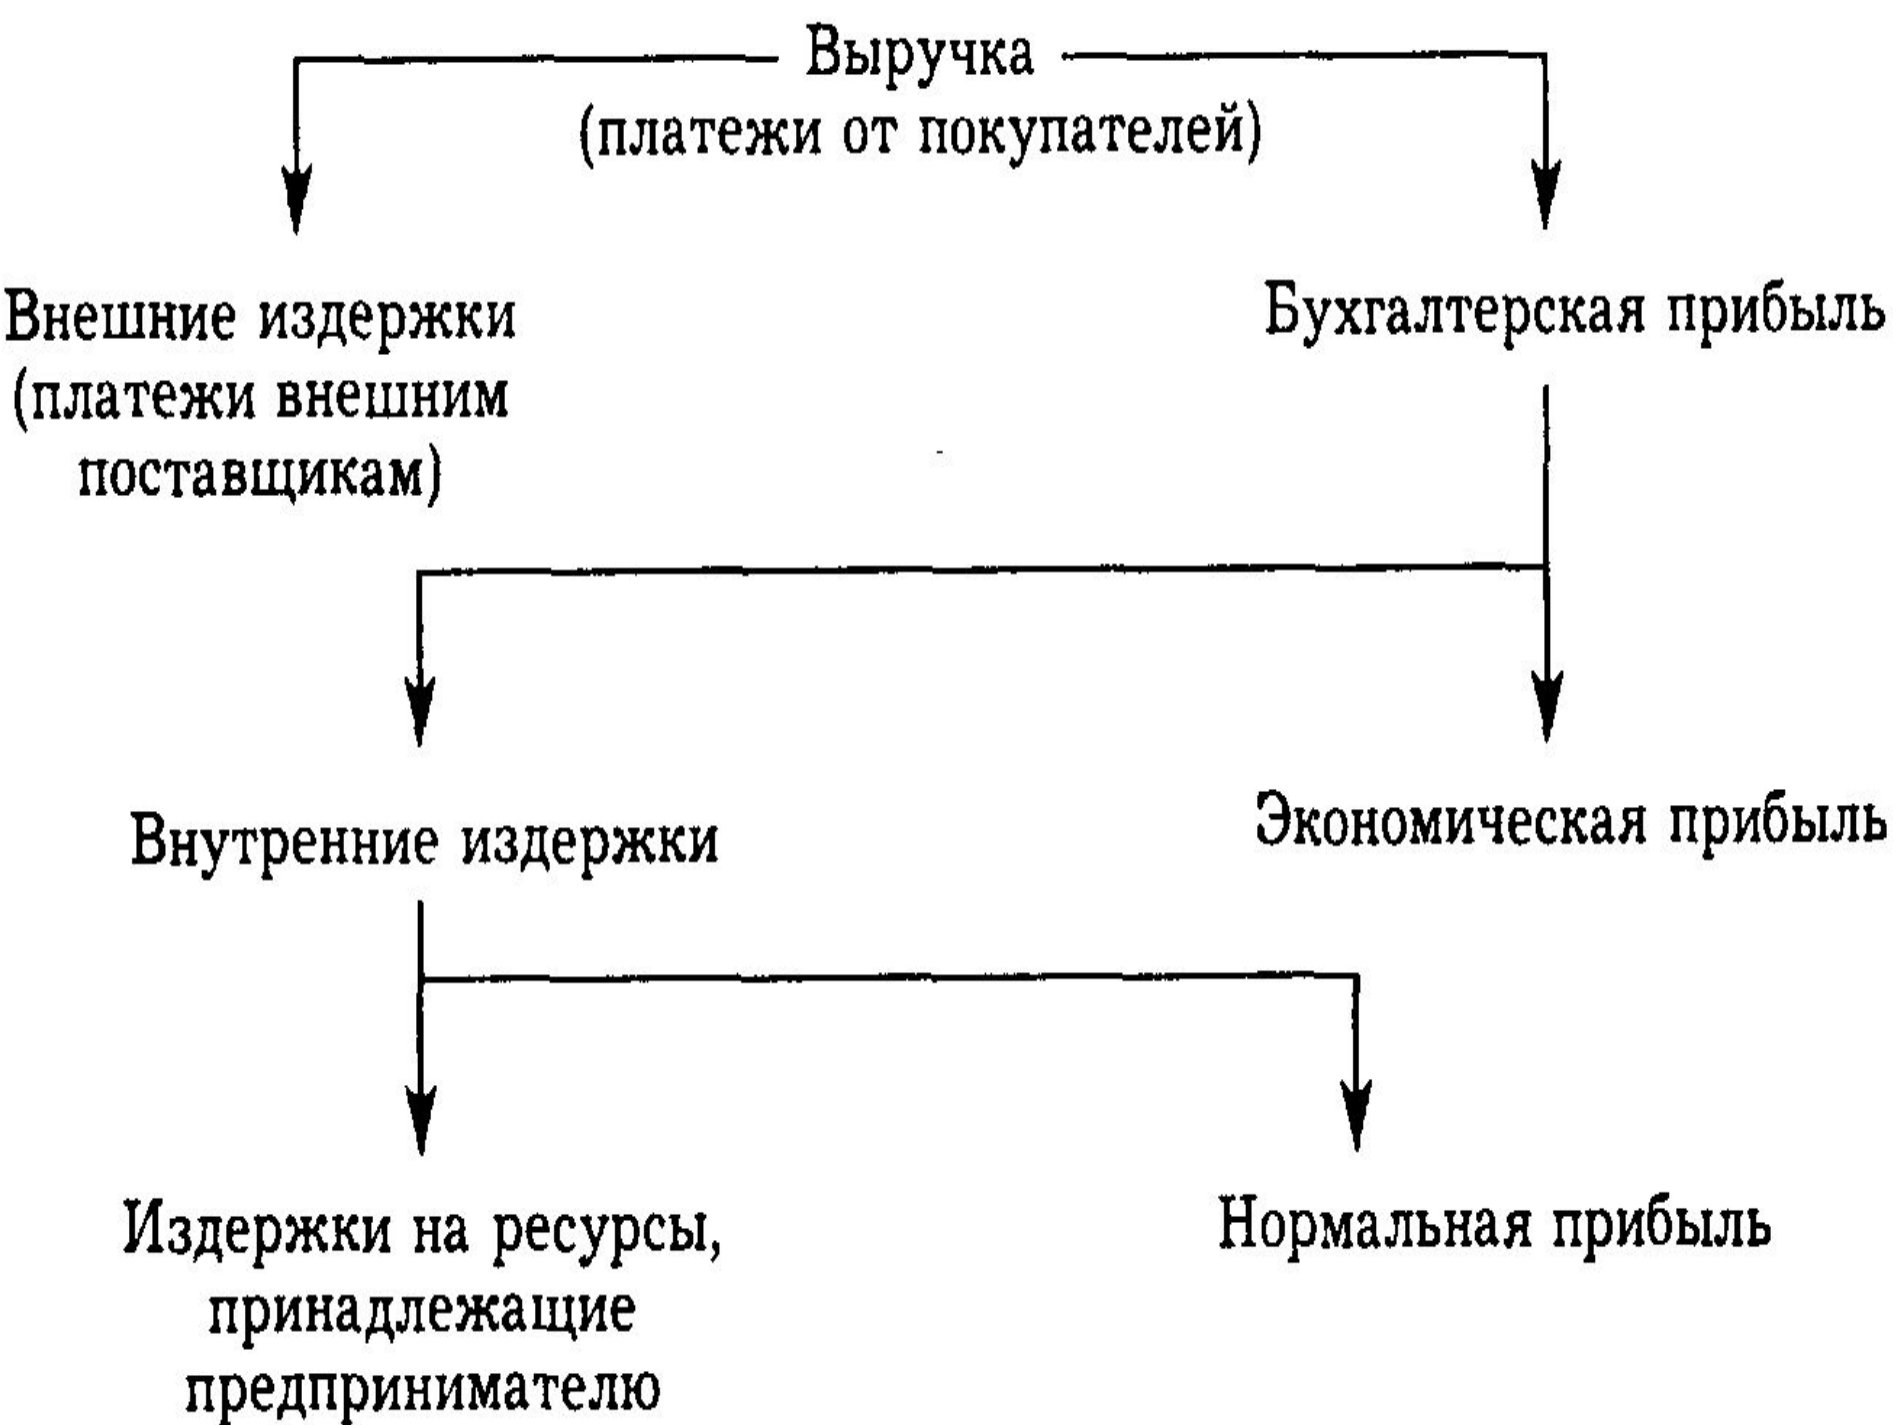 Выручка
(платежи от покупателей)
Внешние издержки
(платежи внешним
поставщикам)
Бухгалтерская прибыль
Внутренние издержки
Экономическая прибыль
Издержки на ресурсы,
принадлежащие
предпринимателю
Нормальная прибыль